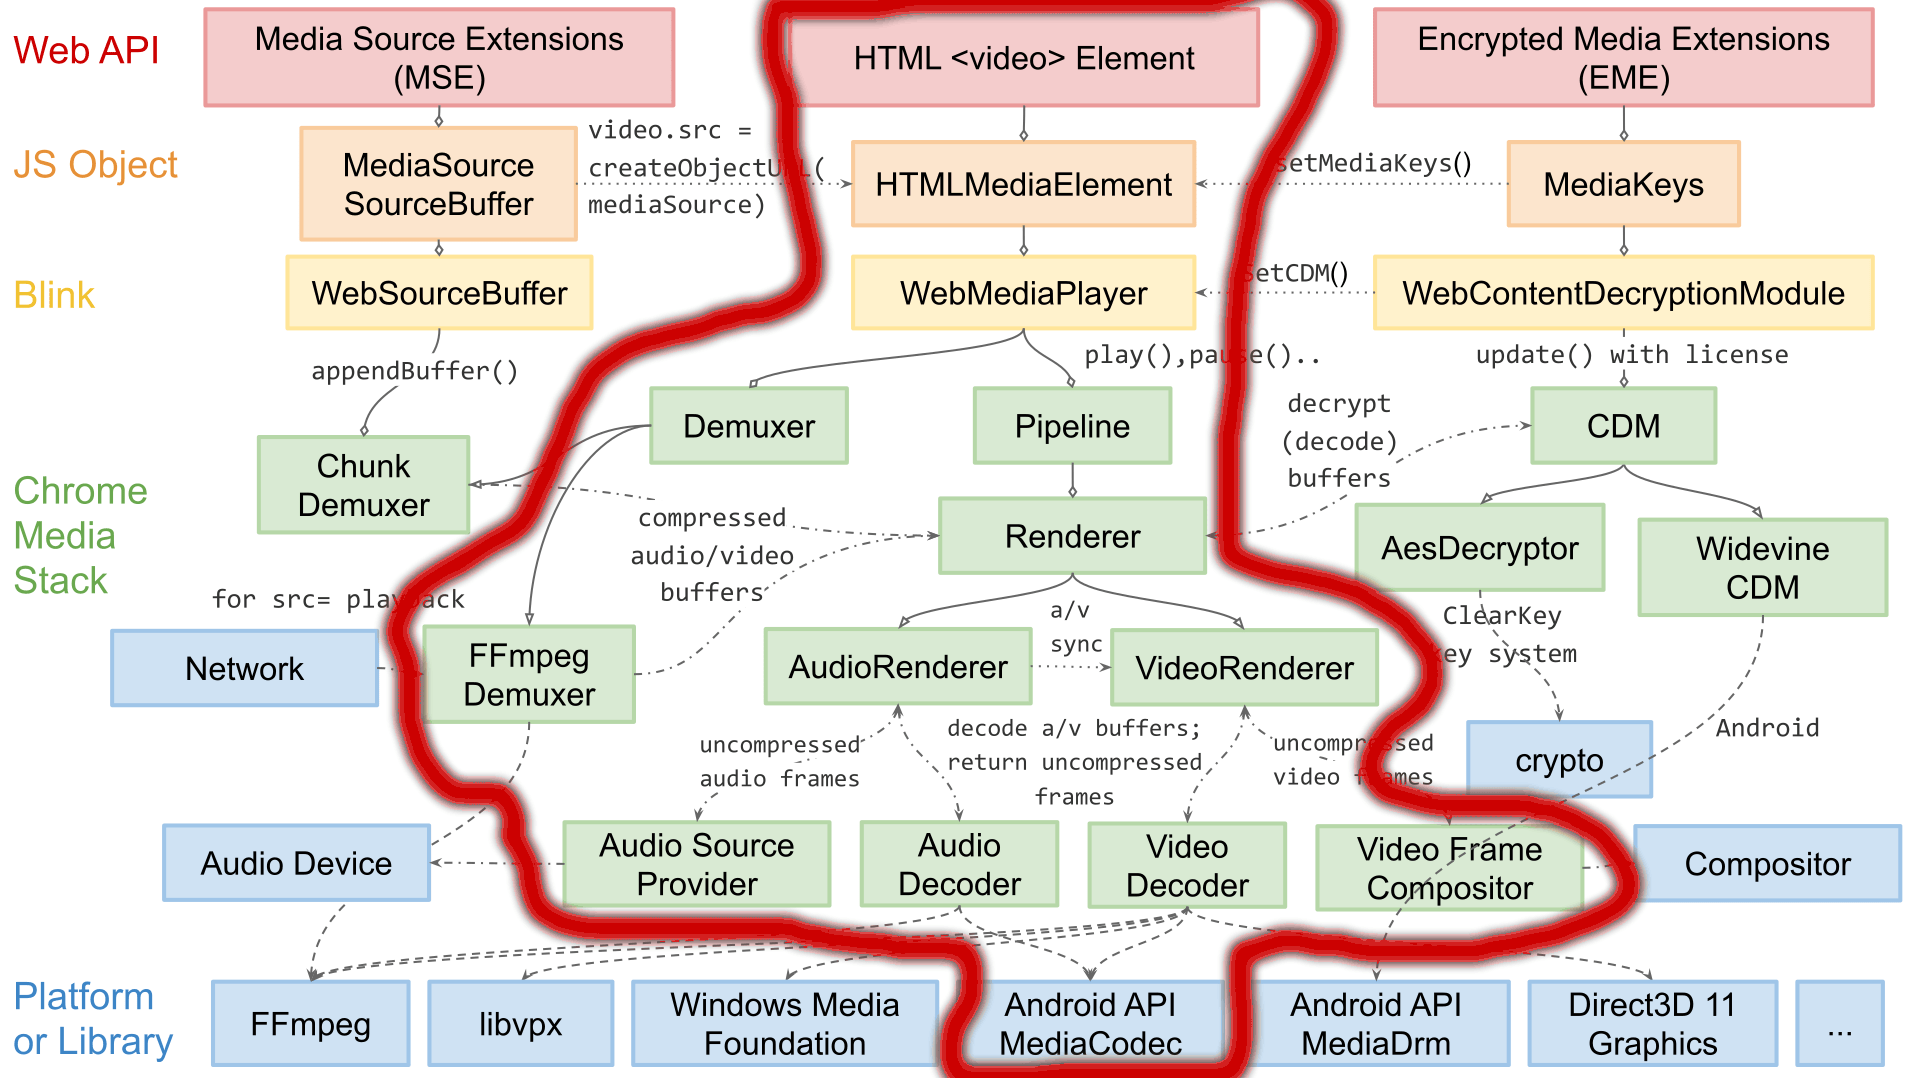 Web API
Media Source Extensions
(MSE)
HTML <video> Element
Encrypted Media Extensions
(EME)
JS Object
MediaSource
SourceBuffer
video.src =
createObjectURL(
mediaSource)
HTMLMediaElement
setMediaKeys()
MediaKeys
Blink
WebSourceBuffer
WebMediaPlayer
SetCDM()
WebContentDecryptionModule
appendBuffer()
play(),pause()..
update() with license
Chrome
Media
Stack
Chunk
Demuxer
Demuxer
Pipeline
decrypt
(decode)
buffers
CDM
compressed
audio/video
buffers
Renderer
AesDecryptor
Widevine
CDM
for src= playback
Network
FFmpeg
Demuxer
AudioRenderer
a/v
sync
VideoRenderer
ClearKey
key system
uncompressed
audio frames
decode a/v buffers;
return uncompressed
frames
uncompressed
video frames
crypto
Android
Audio Device
Audio Source
Provider
Audio
Decoder
Video
Decoder
Video Frame
Compositor
Compositor
Platform
or Library
FFmpeg
libvpx
Windows Media
Foundation
Android API
MediaCodec
Android API
MediaDrm
Direct3D 11
Graphics
...